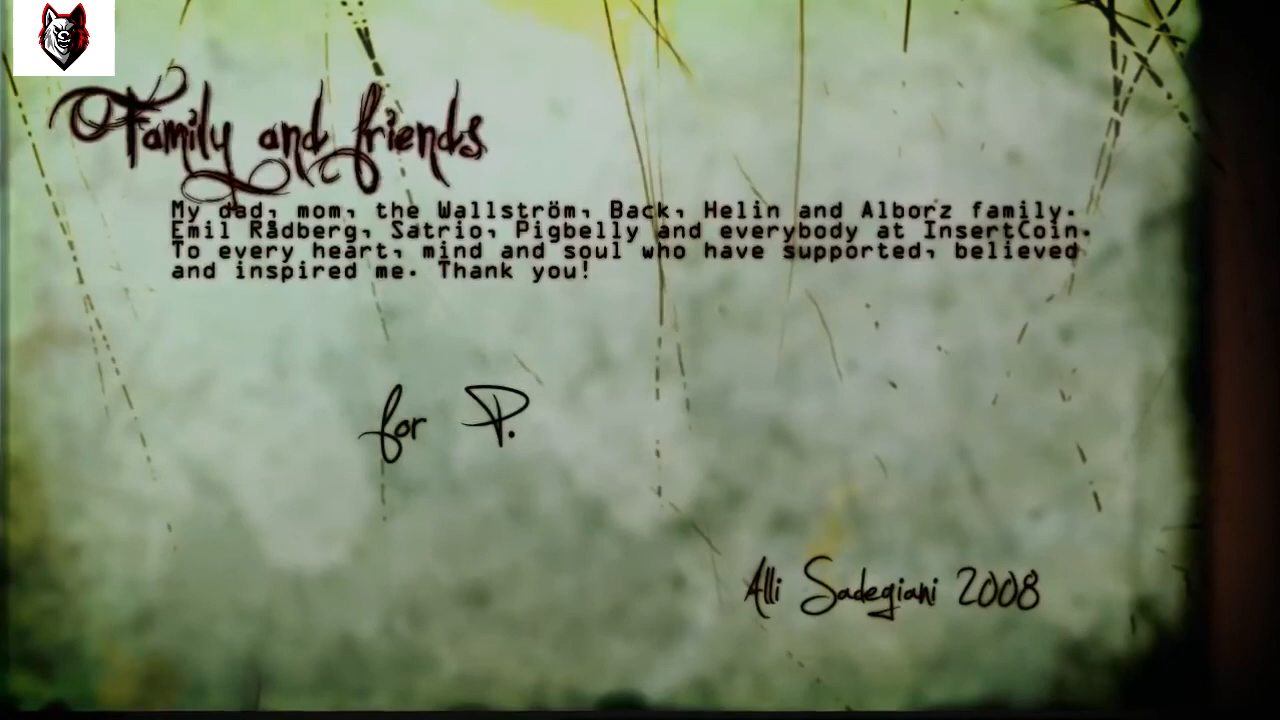 Family and friends
My dad, mom, the Wallström, Back, Helin and Alborz family.
Emil Rådberg, Satrio, Pigbelly and everybody at InsertCoin.
To every heart, mind and soul who have supported, believed
and inspired me. Thank you!
for P.
Alli Sadegiani 2008